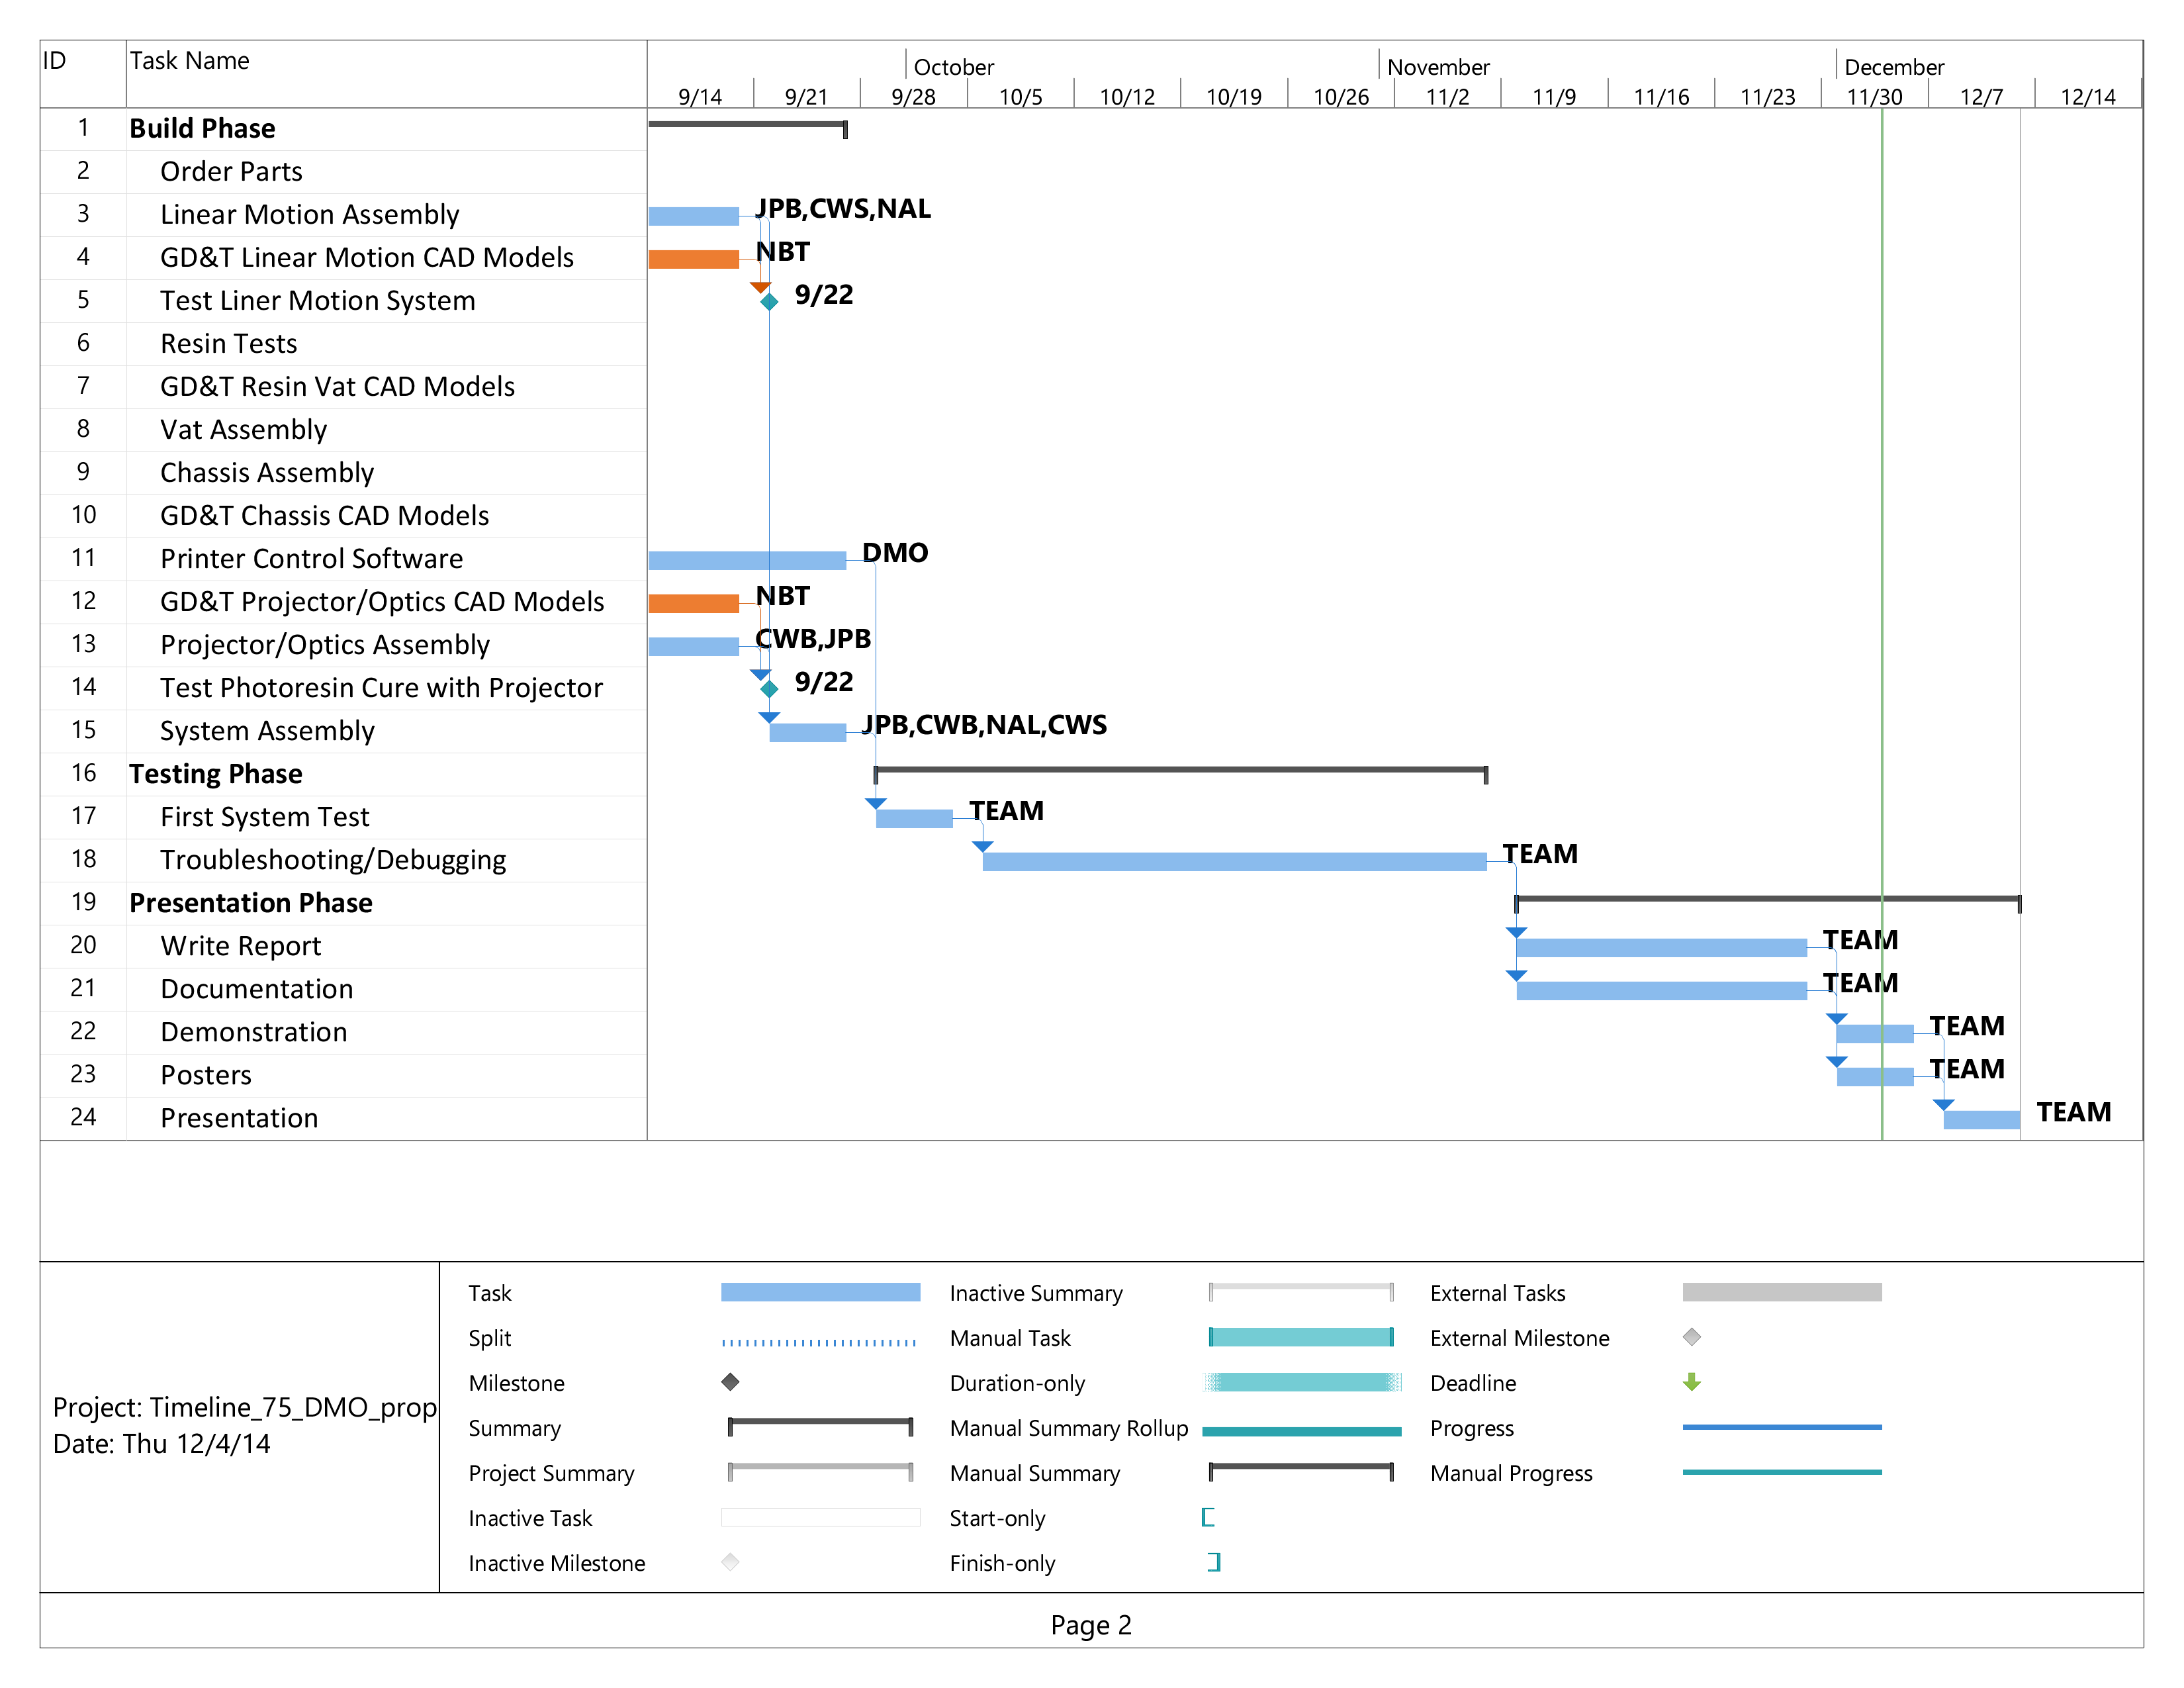 ID Task Name October November December
9/14 9/21 9/28 10/5 10/12 10/19 10/26 11/2 11/9 11/16 11/23 11/30 12/7 12/14
1 Build Phase
2 Order Parts
3 Linear Motion Assembly JPB,CWS,NAL
4 GD&T Linear Motion CAD Models NBT
5 Test Liner Motion System 9/22
6 Resin Tests
7 GD&T Resin Vat CAD Models
8 Vat Assembly
9 Chassis Assembly
10 GD&T Chassis CAD Models
11 Printer Control Software DMO
12 GD&T Projector/Optics CAD Models NBT
13 Projector/Optics Assembly CWB,JPB
14 Test Photoresin Cure with Projector 9/22
15 System Assembly JPB,CWB,NAL,CWS
16 Testing Phase
17 First System Test TEAM
18 Troubleshooting/Debugging TEAM
19 Presentation Phase
20 Write Report TEAM
21 Documentation TEAM
22 Demonstration TEAM
23 Posters TEAM
24 Presentation TEAM
Project: Timeline_75_DMO_prop
Date: Thu 12/4/14
Task
Split
Milestone
Summary
Project Summary
Inactive Task
Inactive Milestone
Inactive Summary
Manual Task
Duration-only
Manual Summary Rollup
Manual Summary
Start-only
Finish-only
External Tasks
External Milestone
Deadline
Progress
Manual Progress
Page 2